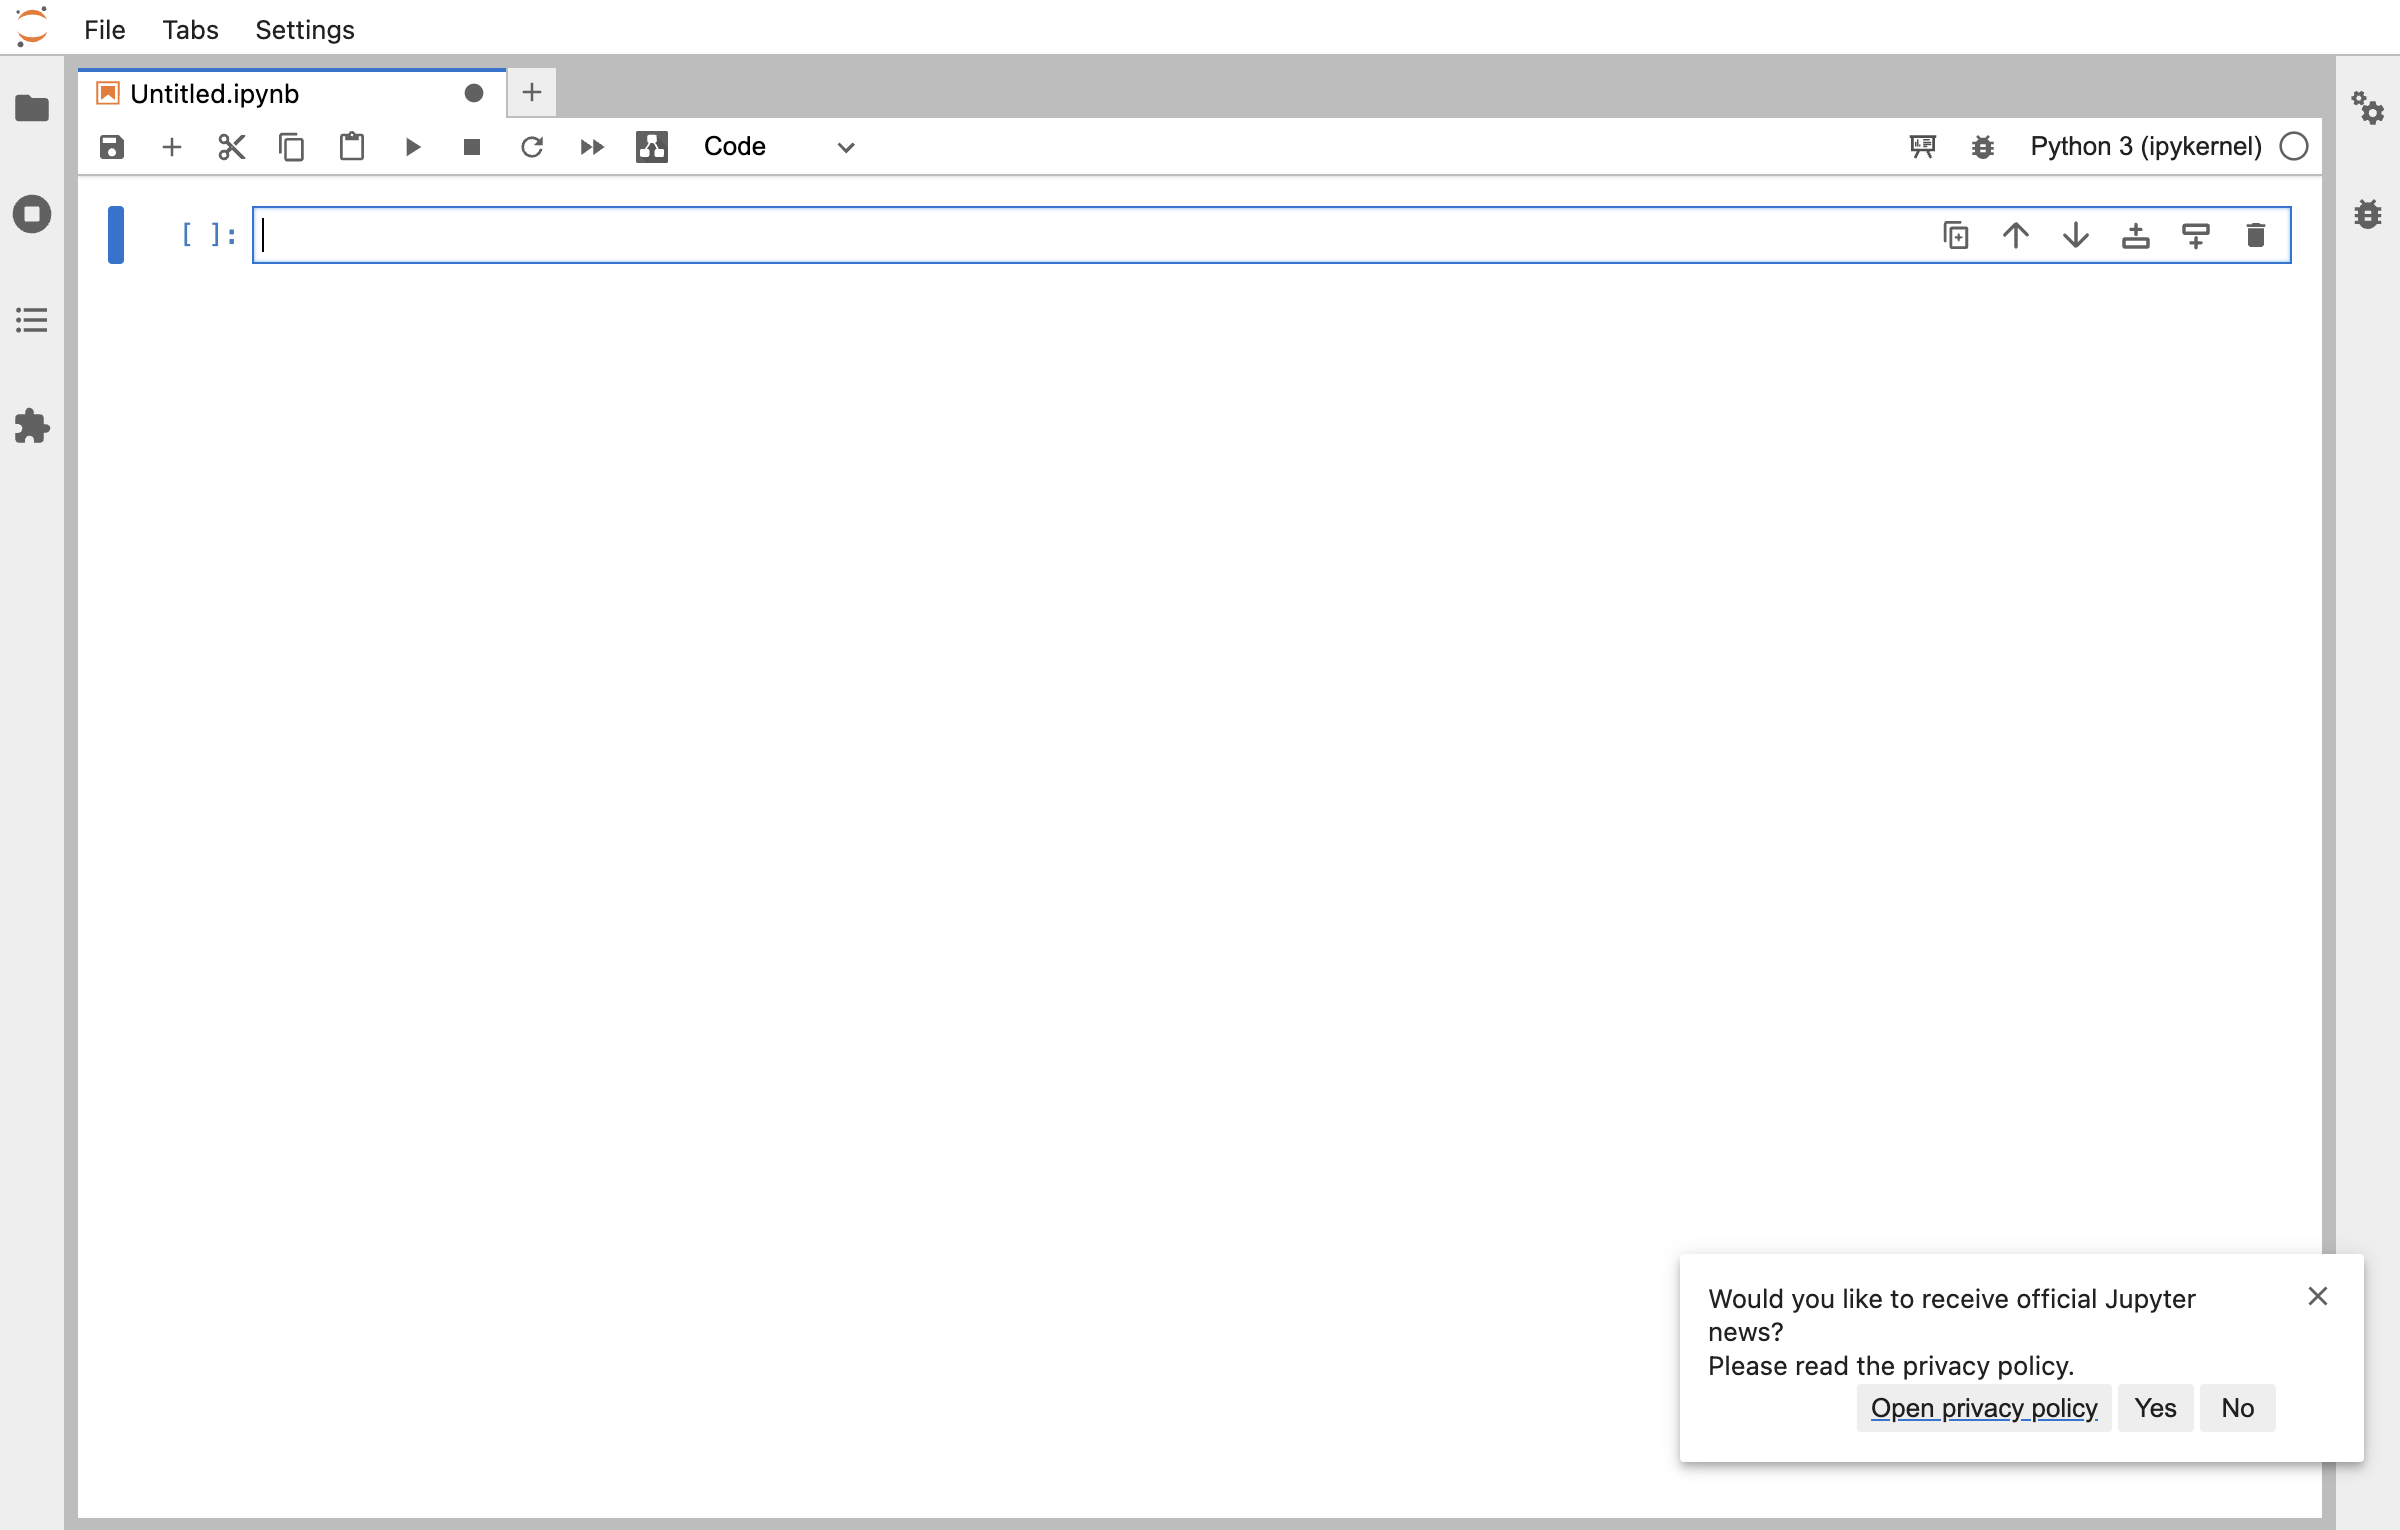 File Tabs Settings
Untitled.ipynb
Code
Python 3 (ipykernel)
[ ]:
Would you like to receive official Jupyter
news?
Please read the privacy policy.
Open privacy policy Yes No